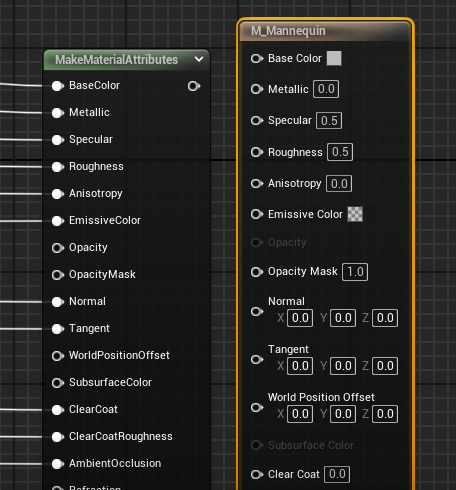 MakeMaterialAttributes
BaseColor
Metallic
Specular
Roughness
Anisotropy
EmissiveColor
Opacity
OpacityMask
Normal
Tangent
WorldPositionOffset
SubsurfaceColor
ClearCoat
ClearCoatRoughness
AmbientOcclusion
Refraction
M_Mannequin
Base Color
Metallic 0.0
Specular 0.5
Roughness 0.5
Anisotropy 0.0
Emissive Color
Opacity
Opacity Mask 1.0
Normal
X 0.0 Y 0.0 Z 0.0
Tangent
X 0.0 Y 0.0 Z 0.0
World Position Offset
X 0.0 Y 0.0 Z 0.0
Subsurface Color
Clear Coat 0.0